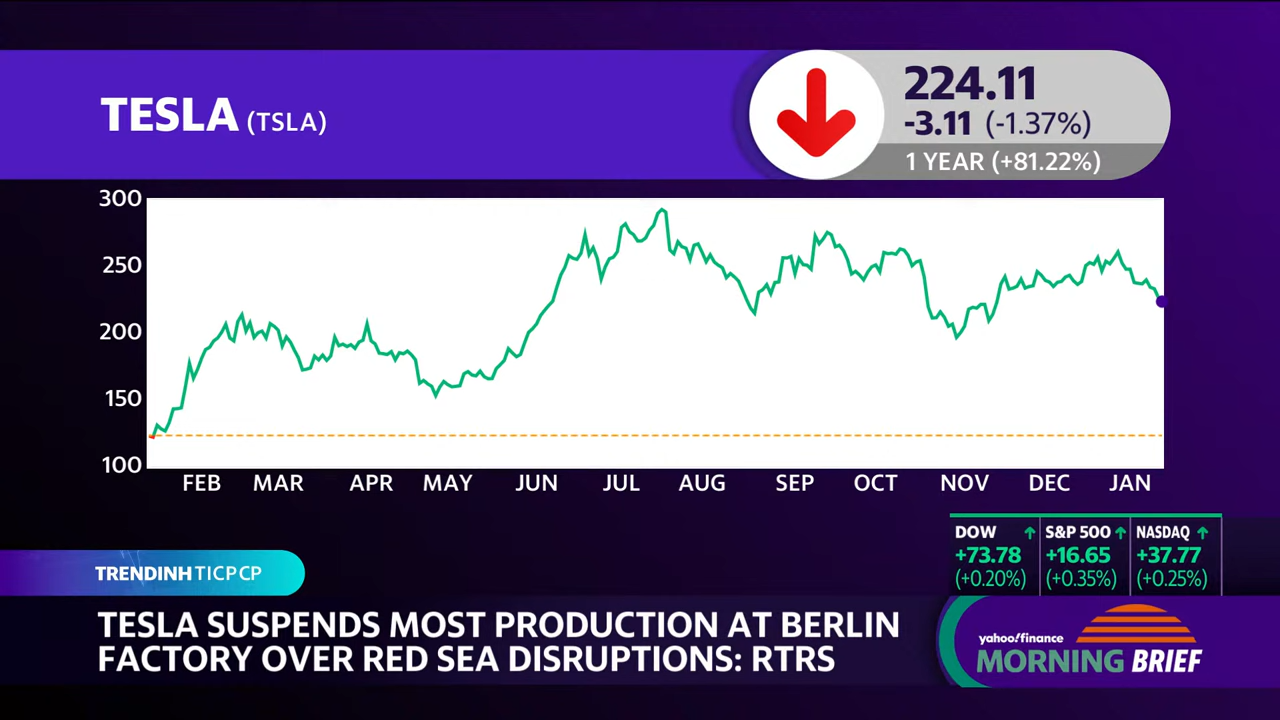 TESLA (TSLA)
224.11
-3.11 (-1.37%)
1 YEAR (+81.22%)
300
250
200
150
100
FEB MAR APR MAY JUN JUL AUG SEP OCT NOV DEC JAN
DOW
+73.78
(+0.20%)
S&P 500
+16.65
(+0.35%)
NASDAQ
+37.77
(+0.25%)
TRENDINHTICPCP
TESLA SUSPENDS MOST PRODUCTION AT BERLIN
FACTORY OVER RED SEA DISRUPTIONS: RTRS
yahoo!finance
MORNING BRIEF